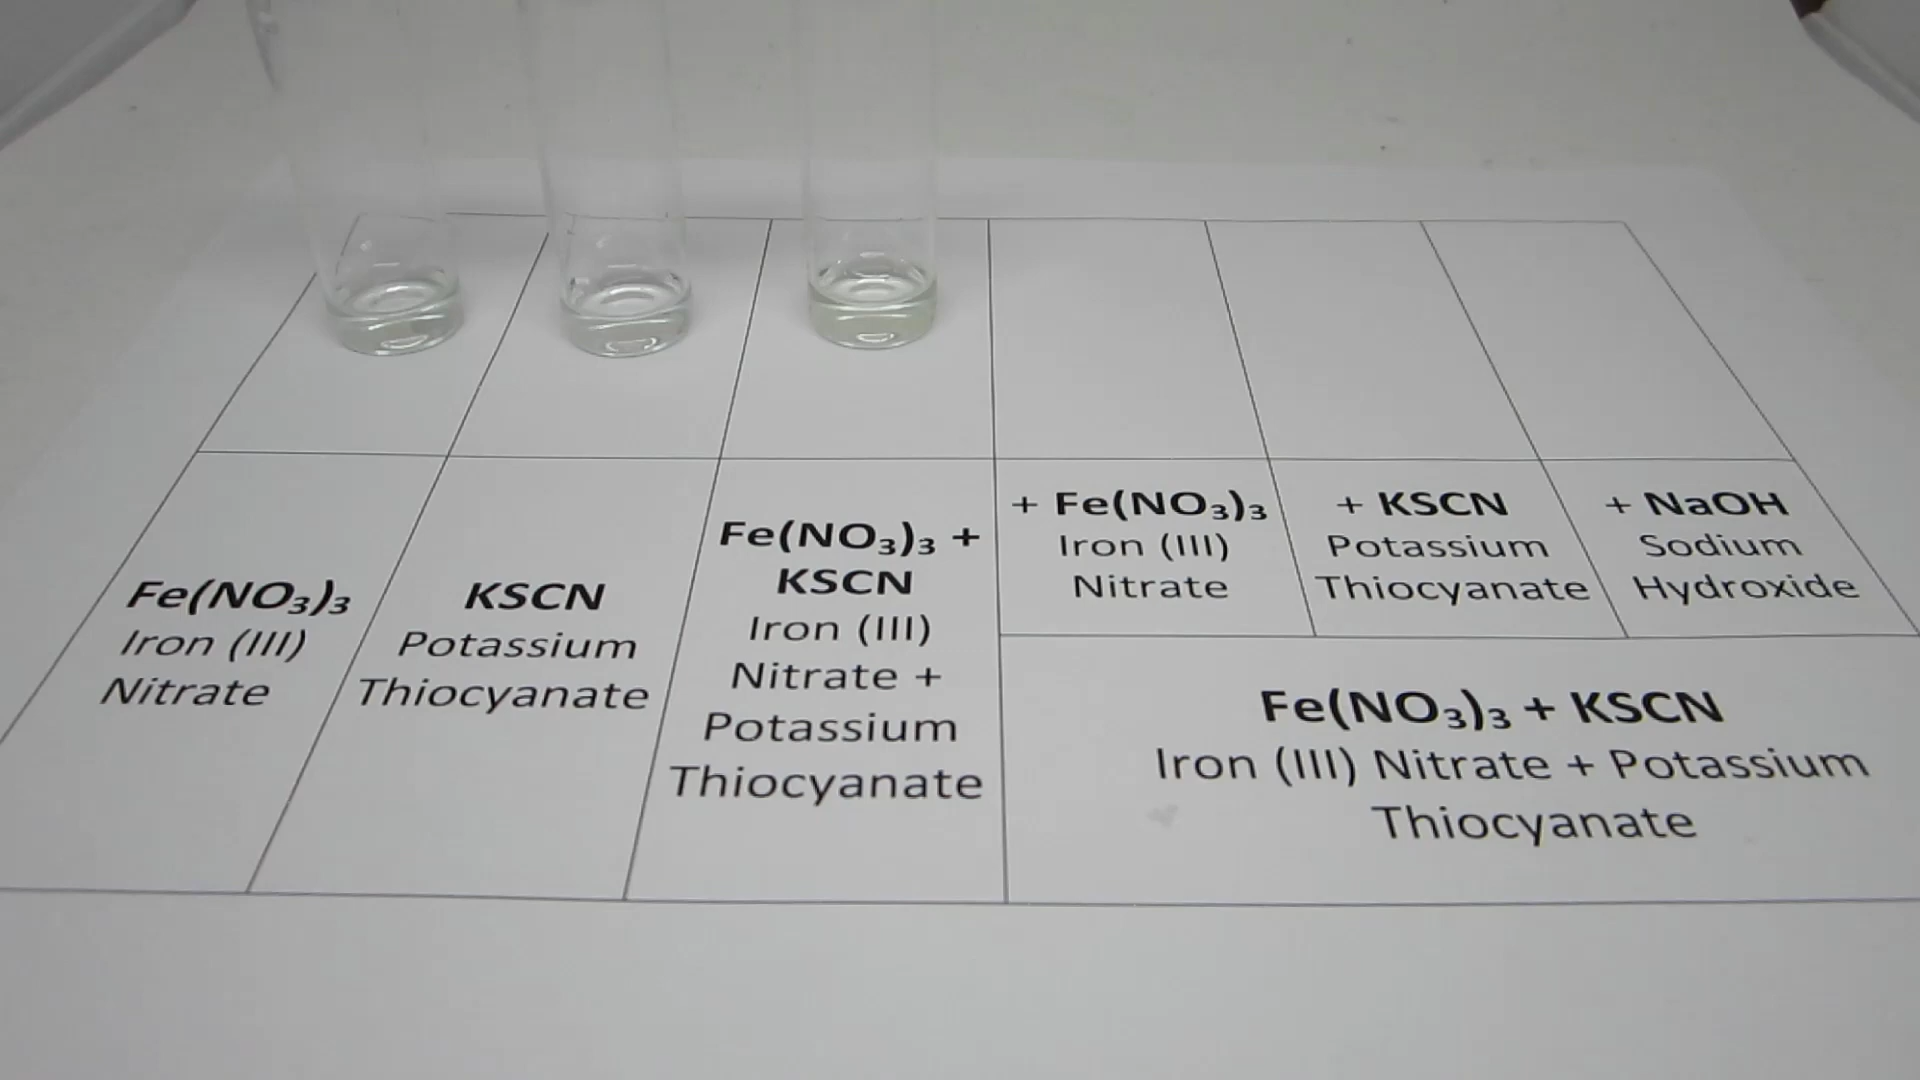 Fe(NO₃)₃
Iron (III)
Nitrate
KSCN
Potassium
Thiocyanate
Fe(NO₃)₃ +
KSCN
Iron (III)
Nitrate +
Potassium
Thiocyanate
+ Fe(NO₃)₃
Iron (III)
Nitrate
+ KSCN
Potassium
Thiocyanate
+ NaOH
Sodium
Hydroxide
Fe(NO₃)₃ + KSCN
Iron (III) Nitrate + Potassium
Thiocyanate